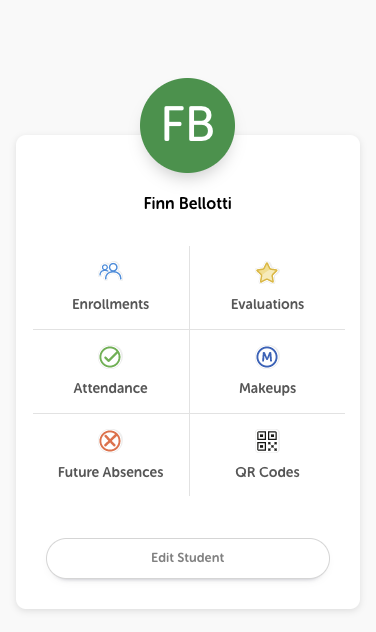 FB
Finn Bellotti
Enrollments
Evaluations
Attendance
M
Makeups
Future Absences
QR Codes
Edit Student